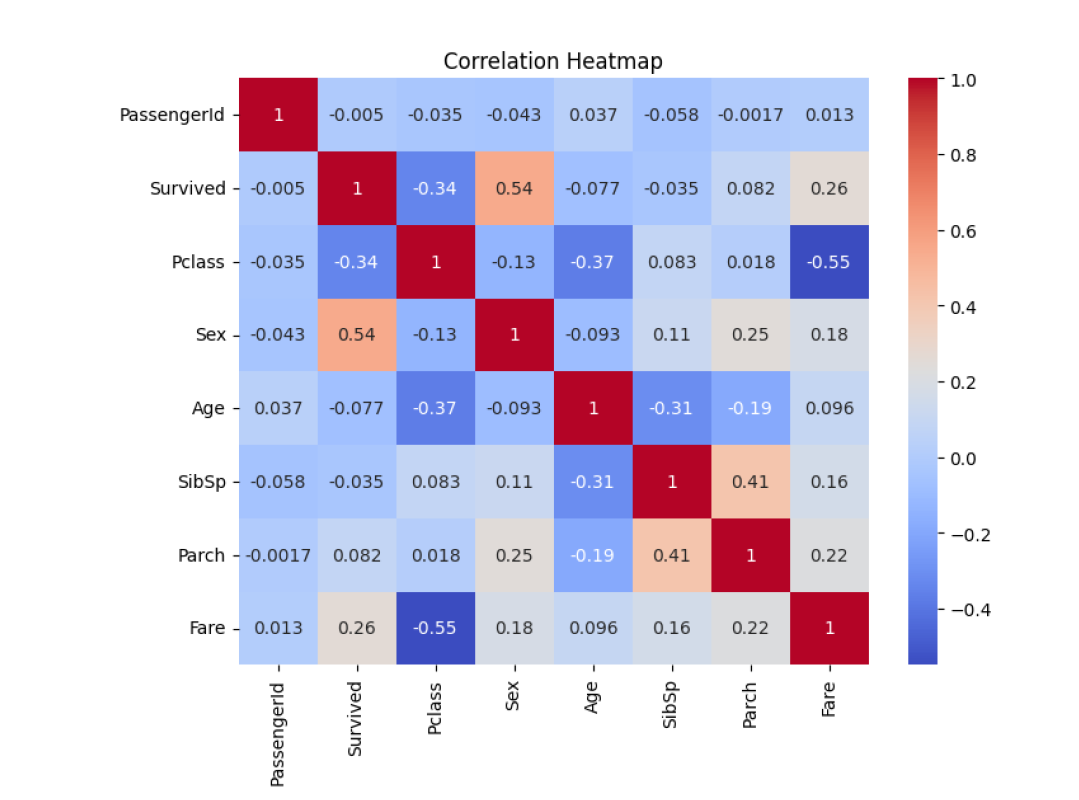 Correlation Heatmap
PassengerId 1 -0.005 -0.035 -0.043 0.037 -0.058 -0.0017 0.013
Survived -0.005 1 -0.34 0.54 -0.077 -0.035 0.082 0.26
Pclass -0.035 -0.34 1 -0.13 -0.37 0.083 0.018 -0.55
Sex -0.043 0.54 -0.13 1 -0.093 0.11 0.25 0.18
Age 0.037 -0.077 -0.37 -0.093 1 -0.31 -0.19 0.096
SibSp -0.058 -0.035 0.083 0.11 -0.31 1 0.41 0.16
Parch -0.0017 0.082 0.018 0.25 -0.19 0.41 1 0.22
Fare 0.013 0.26 -0.55 0.18 0.096 0.16 0.22 1
PassengerId Survived Pclass Sex Age SibSp Parch Fare
1.0
0.8
0.6
0.4
0.2
0.0
−0.2
−0.4